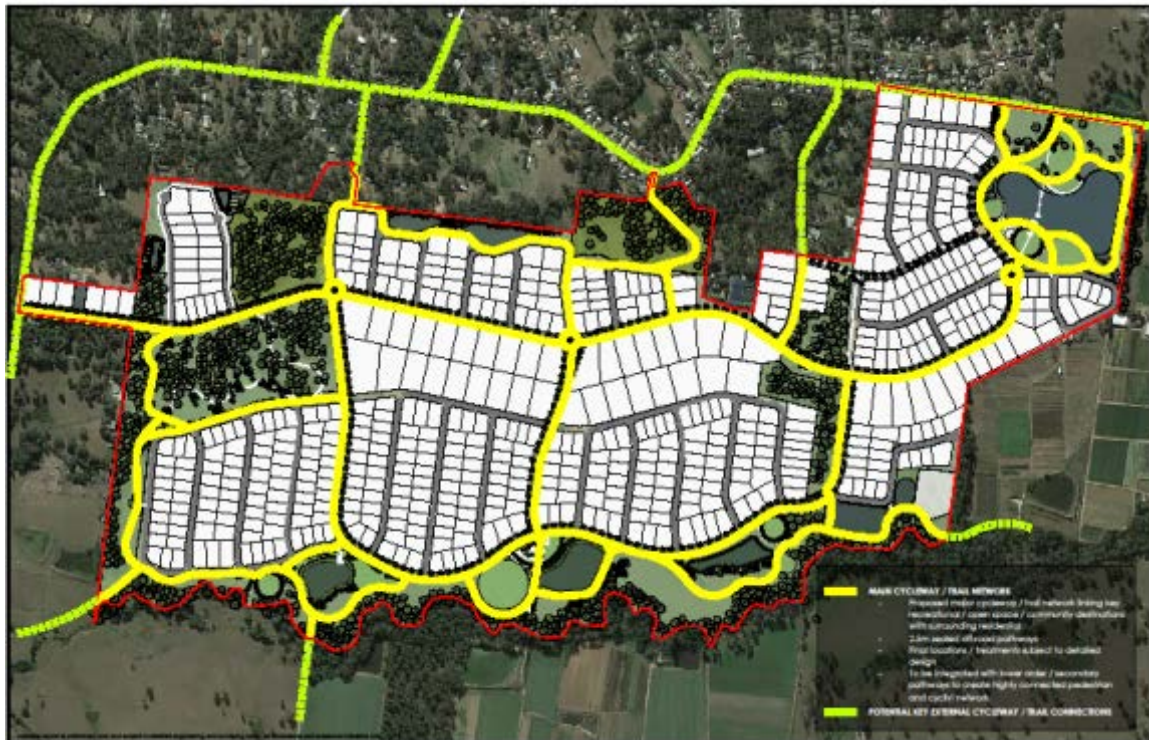 MAIN CYCLEWAY / TRAIL NETWORK
- Proposed major cycleway / trail network linking key
recreational / open space / community destinations
with surrounding residential
- 2.5m sealed off road pathways
- Final locations / treatments subject to detailed
design
- To be integrated with lower order / secondary
pathways to create highly connected pedestrian
and cyclist network
POTENTIAL KEY EXTERNAL CYCLEWAY / TRAIL CONNECTIONS